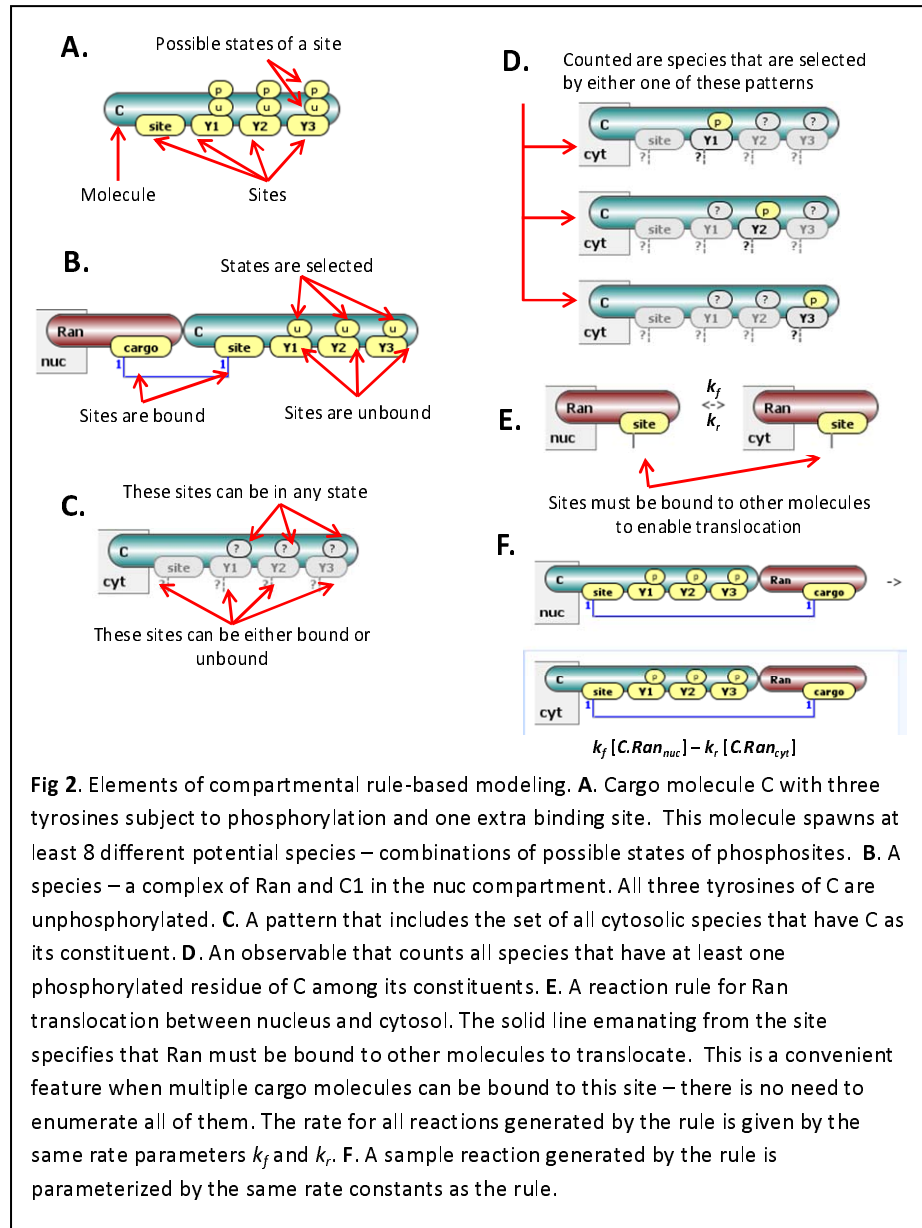 A.
Possible states of a site
p p p
C u u u
site Y1 Y2 Y3
Molecule Sites
B.
States are selected
Ran C u u u
cargo site Y1 Y2 Y3
nuc
1 1
Sites are bound Sites are unbound
C.
These sites can be in any state
C ? ? ?
site Y1 Y2 Y3
cyt ? ? ? ?
These sites can be either bound or
unbound
D.
Counted are species that are selected
by either one of these patterns
C p ? ?
site Y1 Y2 Y3
cyt ? ? ? ?
C ? p ?
site Y1 Y2 Y3
cyt ? ? ? ?
C ? ? p
site Y1 Y2 Y3
cyt ? ? ? ?
E.
kf
Ran <-> Ran
kr
site site
nuc cyt
Sites must be bound to other molecules
to enable translocation
F.
C p p p Ran
site Y1 Y2 Y3 cargo ->
nuc 1 1
C p p p Ran
site Y1 Y2 Y3 cargo
cyt 1 1
kf [C.Rannuc] – kr [C.Rancyt]
Fig 2. Elements of compartmental rule-based modeling. A. Cargo molecule C with three
tyrosines subject to phosphorylation and one extra binding site. This molecule spawns at
least 8 different potential species – combinations of possible states of phosphosites. B. A
species – a complex of Ran and C1 in the nuc compartment. All three tyrosines of C are
unphosphorylated. C. A pattern that includes the set of all cytosolic species that have C as
its constituent. D. An observable that counts all species that have at least one
phosphorylated residue of C among its constituents. E. A reaction rule for Ran
translocation between nucleus and cytosol. The solid line emanating from the site
specifies that Ran must be bound to other molecules to translocate. This is a convenient
feature when multiple cargo molecules can be bound to this site – there is no need to
enumerate all of them. The rate for all reactions generated by the rule is given by the
same rate parameters kf and kr. F. A sample reaction generated by the rule is
parameterized by the same rate constants as the rule.